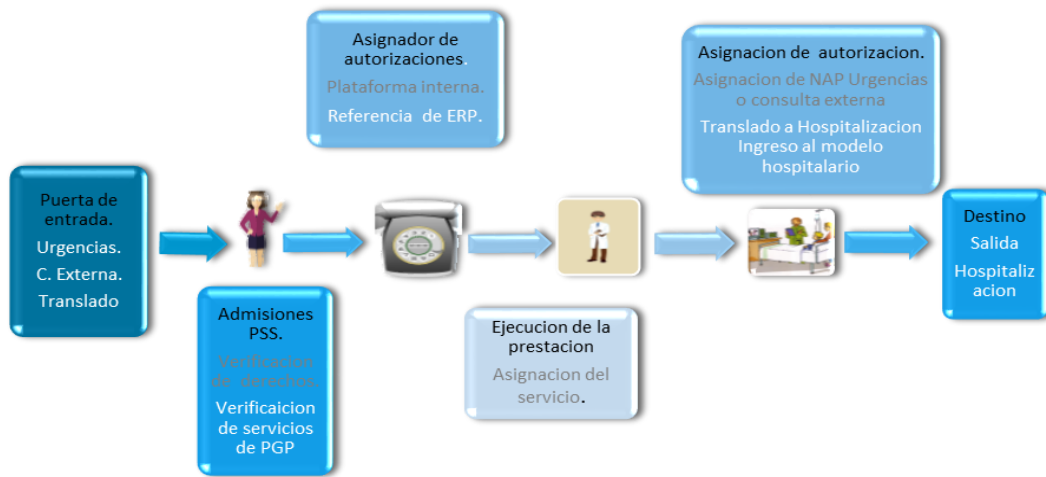 Puerta de
entrada.
Urgencias.
C. Externa.
Translado
Admisiones
PSS.
Verificacion
de derechos.
Verificaicion
de servicios
de PGP
Asignador de
autorizaciones.
Plataforma interna.
Referencia de ERP.
Ejecucion de la
prestacion
Asignacion del
servicio.
Asignacion de autorizacion.
Asignacion de NAP Urgencias
o consulta externa
Translado a Hospitalizacion
Ingreso al modelo
hospitalario
Destino
Salida
Hospitaliz
acion